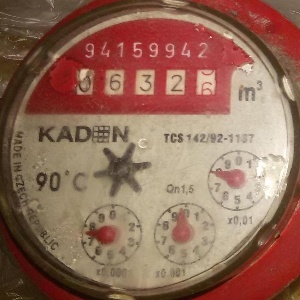 94159942
0632
m³
KADEN
TCS 142/92-1137
C
90°C
Qn1,5
MADE IN CZECH REPUBLIC
x0,01
x0.001